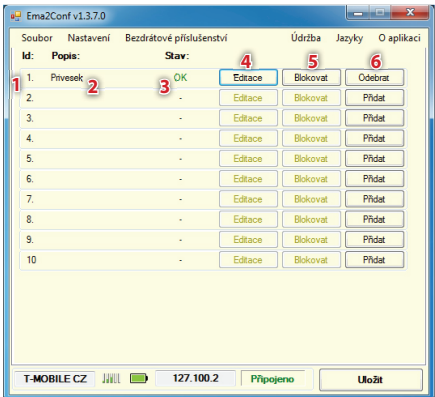 Ema2Conf v1.3.7.0
Soubor Nastavení Bezdrátové příslušenství Údržba Jazyky O aplikaci
Id: Popis: Stav: 4 5 6
1 1. Privesek 2 3 OK Editace Blokovat Odebrat
2. - Editace Blokovat Přidat
3. - Editace Blokovat Přidat
4. - Editace Blokovat Přidat
5. - Editace Blokovat Přidat
6. - Editace Blokovat Přidat
7. - Editace Blokovat Přidat
8. - Editace Blokovat Přidat
9. - Editace Blokovat Přidat
10 - Editace Blokovat Přidat
T-MOBILE CZ 127.100.2 Připojeno Uložit